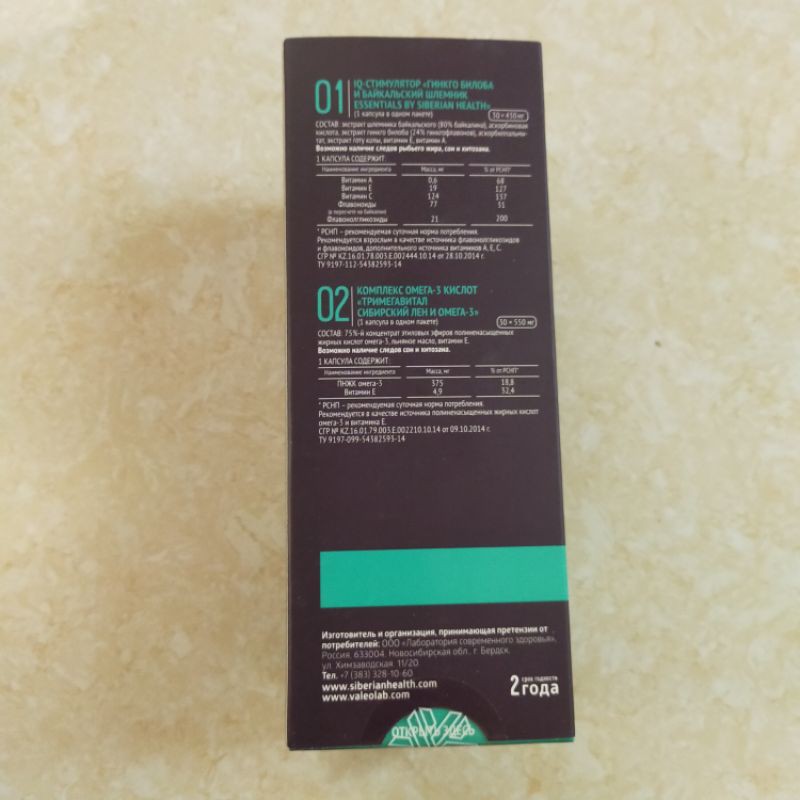 01
IQ-СТИМУЛЯТОР «ГИНКГО БИЛОБА
И БАЙКАЛЬСКИЙ ШЛЕМНИК
ESSENTIALS BY SIBERIAN HEALTH»
(1 капсула в одном пакете)
30 × 430 мг
СОСТАВ: экстракт шлемника байкальского (80% байкалина), аскорбиновая
кислота, экстракт гинкго билоба (24% гинкгофлавонов), аскорбилпальми-
тат, экстракт готу колы, витамин Е, витамин А.
Возможно наличие следов рыбьего жира, сои и хитозана.
1 КАПСУЛА СОДЕРЖИТ:
Наименование ингредиента Масса, мг % от РСНП*
Витамин А 0,6 68
Витамин Е 19 127
Витамин С 124 137
Флавоноиды 77 31
(в пересчете на байкалин)
Флавонолгликозиды 21 200
* РСНП – рекомендуемая суточная норма потребления.
Рекомендуется взрослым в качестве источника флавонолгликозидов
и флавоноидов, дополнительного источника витаминов А, Е, С.
СГР № KZ.16.01.78.003.Е.002444.10.14 от 28.10.2014 г.
ТУ 9197-112-54382593-14
02
КОМПЛЕКС ОМЕГА-3 КИСЛОТ
«ТРИМЕГАВИТАЛ
СИБИРСКИЙ ЛЕН И ОМЕГА-3»
(1 капсула в одном пакете)
30 × 550 мг
СОСТАВ: 75%-й концентрат этиловых эфиров полиненасыщенных
жирных кислот омега-3, льняное масло, витамин Е.
Возможно наличие следов сои и хитозана.
1 КАПСУЛА СОДЕРЖИТ:
Наименование ингредиента Масса, мг % от РСНП*
ПНЖК омега-3 375 18,8
Витамин Е 4,9 32,4
* РСНП – рекомендуемая суточная норма потребления.
Рекомендуется в качестве источника полиненасыщенных жирных кислот
омега-3 и витамина Е.
СГР № KZ.16.01.79.003.Е.002210.10.14 от 09.10.2014 г.
ТУ 9197-099-54382593-14
Изготовитель и организация, принимающая претензии от
потребителей: ООО «Лаборатория современного здоровья»,
Россия, 633004, Новосибирская обл., г. Бердск,
ул. Химзаводская, 11/20.
Тел. +7 (383) 328-10-60
www.siberianhealth.com
www.valeolab.com
2 срок годности
года
ОТКРЫТЬ ЗДЕСЬ